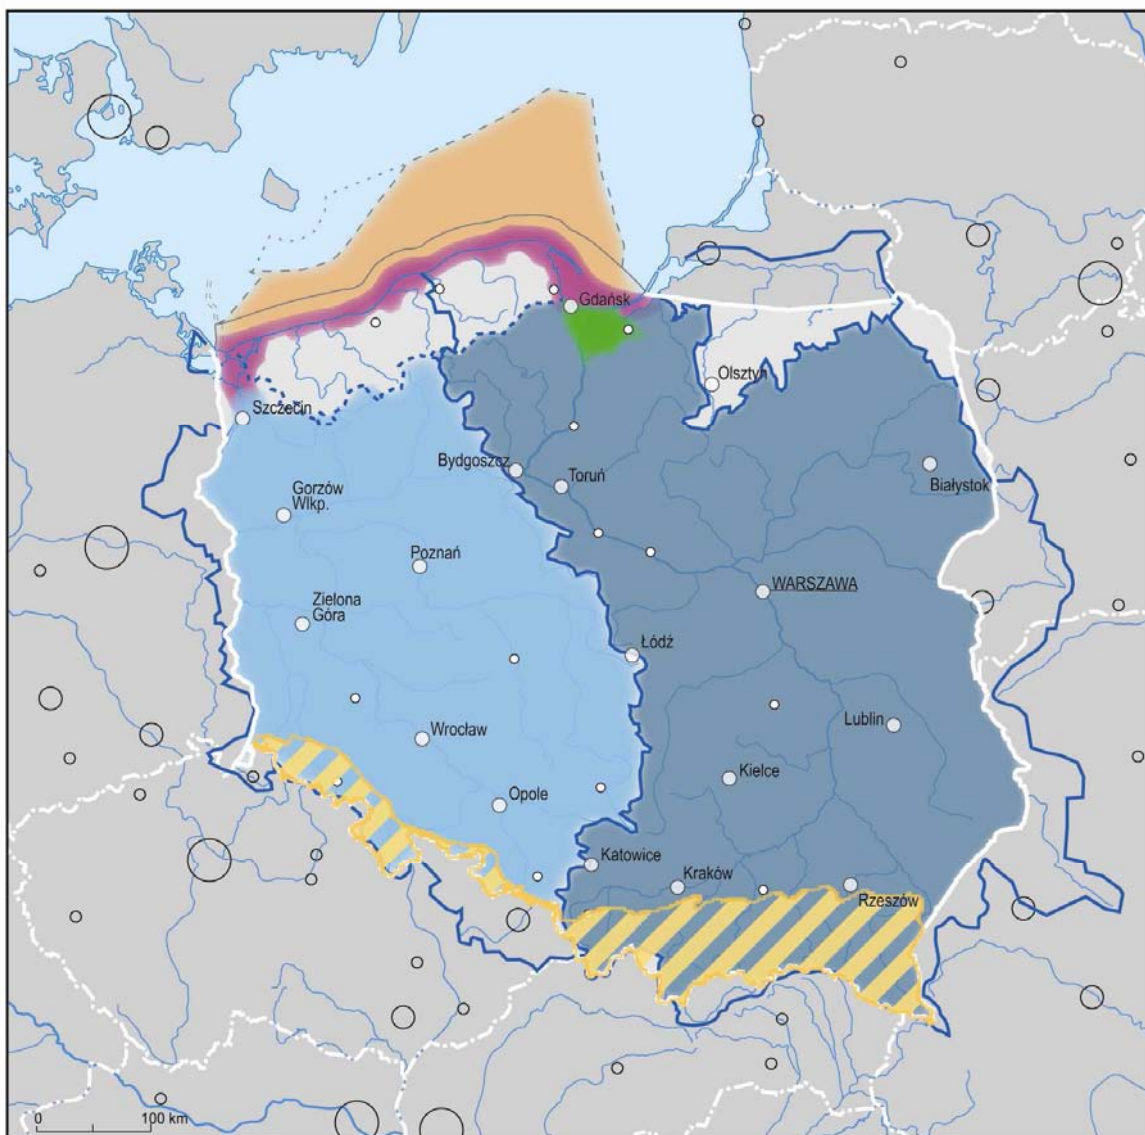 Gdańsk
Olsztyn
Szczecin
Bydgoszcz
Toruń
Białystok
Gorzów
Wlkp.
Poznań
WARSZAWA
Zielona
Góra
Łódź
Wrocław
Lublin
Kielce
Opole
Katowice
Kraków
Rzeszów
0 100 km